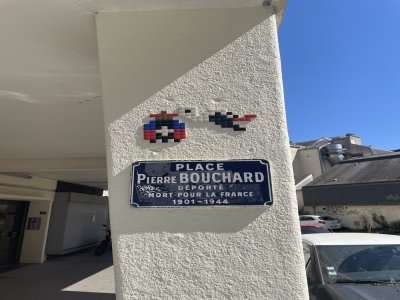 PLACE
PIERRE BOUCHARD
DÉPORTÉ
MORT POUR LA FRANCE
1901-1944